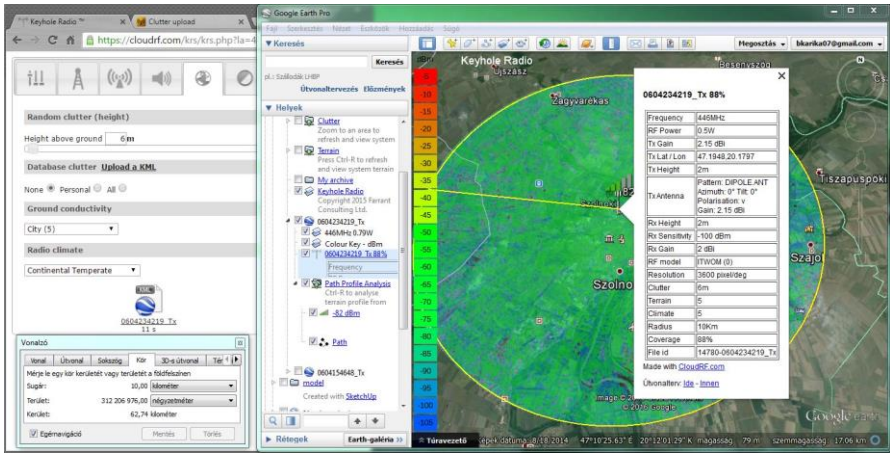 Keyhole Radio ™
Clutter upload
https://cloudrf.com/krs/krs.php?la=4
Random clutter (height)
Height above ground 6 m
Database clutter Upload a KML
None Personal All
Ground conductivity
City (5)
Radio climate
Continental Temperate
KML
0604234219_Tx
11 s
Vonalzó
Vonal Útvonal Sokszög Kör 3D-s útvonal Tér
Mérje le egy kör kerületét vagy területét a földfelszínen
Sugár: 10,00 kilométer
Terület: 312 206 976,00 négyzetméter
Kerület: 62,74 kilométer
Egérnavigáció Mentés Törlés
Google Earth Pro
Fájl Szerkesztés Nézet Eszközök Hozzáadás Súgó
Keresés
Keresés
pl.: Szállodák LHBP
Útvonaltervezés Előzmények
Helyek
Clutter
Zoom to an area to
refresh and view system
Terrain
Press Ctrl-R to refresh
and view system terrain
My archive
Keyhole Radio
Copyright 2015 Farrant
Consulting Ltd.
0604234219_Tx
446MHz 0.79W
Colour Key - dBm
0604234219_Tx 88%
Frequency
Path Profile Analysis
Ctrl-R to analyse
terrain profile from
-82 dBm
Path
0604154648_Tx
model
Created with SketchUp
Rétegek
Earth-galéria
Megosztás
bkarika07@gmail.com
dBm
Keyhole Radio
-5
-10
-15
-20
-25
-30
-35
-40
-45
-50
-55
-60
-65
-70
-75
-80
-85
-90
-95
-100
-105
Újszász
Besenyszög
Zagyvarékas
Tiszapüspöki
Szajol
Szolno
0604234219_Tx 88%
Frequency 446MHz
RF Power 0.5W
Tx Gain 2.15 dBi
Tx Lat / Lon 47.1948,20.1797
Tx Height 2m
Tx Antenna Pattern: DIPOLE.ANT
Azimuth: 0° Tilt: 0°
Polarisation: v
Gain: 2.15 dBi
Rx Height 2m
Rx Sensitivity -100 dBm
Rx Gain 2 dBi
RF model ITWOM (0)
Resolution 3600 pixel/deg
Clutter 6m
Terrain 5
Climate 5
Radius 10Km
Coverage 88%
File id 14780-0604234219_Tx
Made with CloudRF.com
Útvonalterv: Ide - Innen
Google earth
Túravezető
dátuma: 8/18/2014 47°10'25.63" É 20°12'01.29" K magasság 79 m szemmagasság 17.06 km